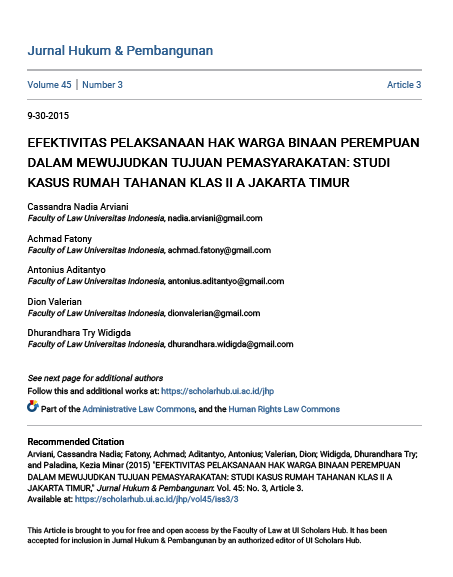 Jurnal Hukum & Pembangunan
Volume 45 | Number 3 Article 3
9-30-2015
EFEKTIVITAS PELAKSANAAN HAK WARGA BINAAN PEREMPUAN
DALAM MEWUJUDKAN TUJUAN PEMASYARAKATAN: STUDI
KASUS RUMAH TAHANAN KLAS II A JAKARTA TIMUR
Cassandra Nadia Arviani
Faculty of Law Universitas Indonesia, nadia.arviani@gmail.com
Achmad Fatony
Faculty of Law Universitas Indonesia, achmad.fatony@gmail.com
Antonius Aditantyo
Faculty of Law Universitas Indonesia, antonius.aditantyo@gmail.com
Dion Valerian
Faculty of Law Universitas Indonesia, dionvalerian@gmail.com
Dhurandhara Try Widigda
Faculty of Law Universitas Indonesia, dhurandhara.widigda@gmail.com
See next page for additional authors
Follow this and additional works at: https://scholarhub.ui.ac.id/jhp
Part of the Administrative Law Commons, and the Human Rights Law Commons
Recommended Citation
Arviani, Cassandra Nadia; Fatony, Achmad; Aditantyo, Antonius; Valerian, Dion; Widigda, Dhurandhara Try;
and Paladina, Kezia Minar (2015) "EFEKTIVITAS PELAKSANAAN HAK WARGA BINAAN PEREMPUAN
DALAM MEWUJUDKAN TUJUAN PEMASYARAKATAN: STUDI KASUS RUMAH TAHANAN KLAS II A
JAKARTA TIMUR," Jurnal Hukum & Pembangunan: Vol. 45: No. 3, Article 3.
Available at: https://scholarhub.ui.ac.id/jhp/vol45/iss3/3
This Article is brought to you for free and open access by the Faculty of Law at UI Scholars Hub. It has been
accepted for inclusion in Jurnal Hukum & Pembangunan by an authorized editor of UI Scholars Hub.